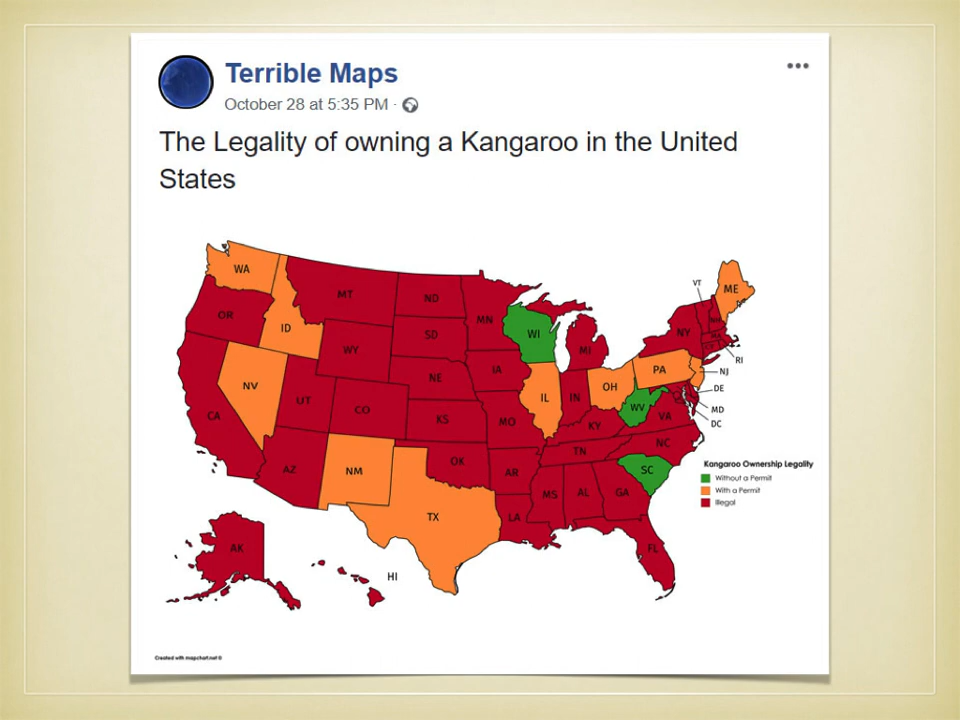 Terrible Maps
October 28 at 5:35 PM ·
The Legality of owning a Kangaroo in the United
States
WA
MT
ND
MN
OR
ID
WY
SD
WI
MI
NY
VT
ME
RI
NV
UT
CO
NE
IA
IL
IN
OH
PA
NJ
DE
MD
DC
CA
KS
MO
KY
WV
VA
AZ
NM
OK
AR
TN
NC
SC
TX
LA
MS
AL
GA
FL
AK
HI
Kangaroo Ownership Legality
Without a Permit
With a Permit
Illegal
Created with mapchart.net ©